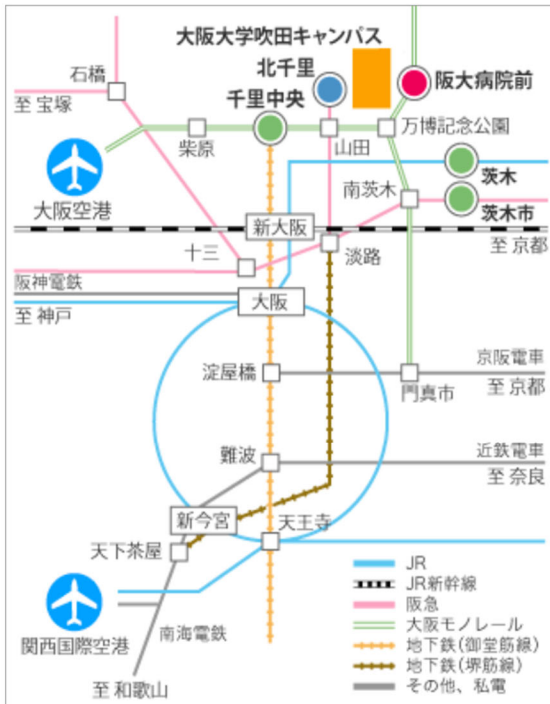 大阪大学吹田キャンパス
石橋
北千里
阪大病院前
至 宝塚
千里中央
万博記念公園
柴原
山田
茨木
大阪空港
南茨木
茨木市
新大阪
至 京都
十三
淡路
阪神電鉄
大阪
至 神戸
京阪電車
淀屋橋
至 京都
門真市
近鉄電車
難波
至 奈良
新今宮
天王寺
天下茶屋
JR
JR新幹線
阪急
関西国際空港
南海電鉄
大阪モノレール
地下鉄(御堂筋線)
地下鉄(堺筋線)
至 和歌山
その他、私電